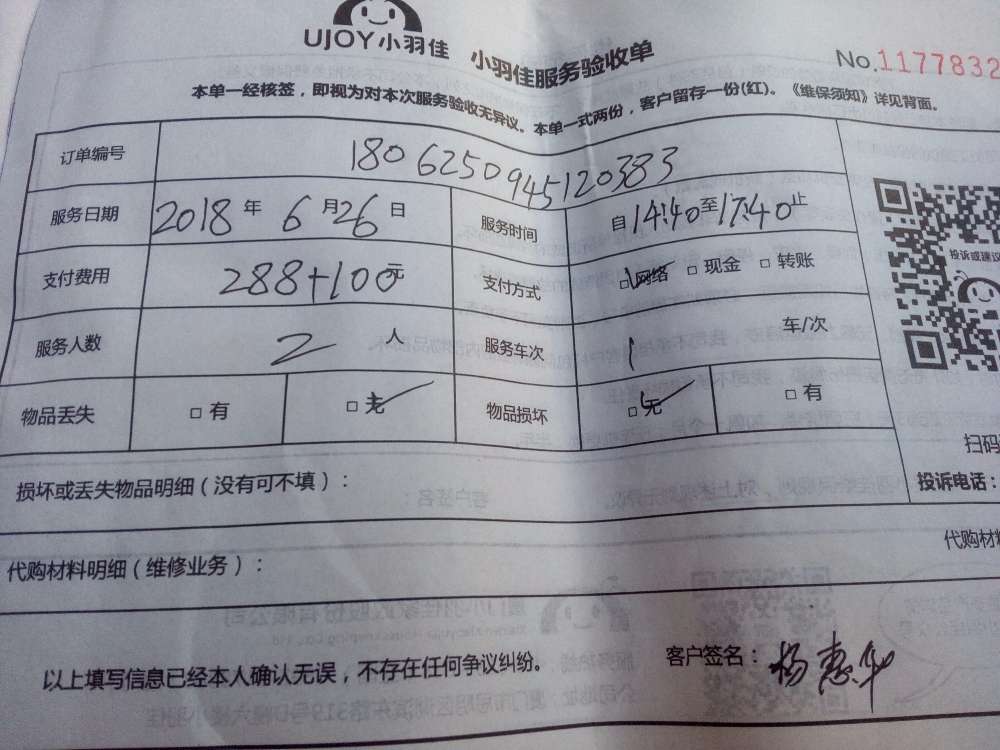 UJOY小羽佳 小羽佳服务验收单
No.1177832
本单一经核签，即视为对本次服务验收无异议。本单一式两份，客户留存一份(红)。《维保须知》详见背面。
订单编号 1806250945120383
服务日期 2018 年 6 月 26 日 服务时间 自 14:40 至 17:40 止
支付费用 288+100 元 支付方式 □网络 □ 现金 □ 转账
投诉或建议
服务人数 2 人 服务车次 1 车/次
物品丢失 □ 有 □ 无 物品损坏 □无 □ 有
扫码
损坏或丢失物品明细（没有可不填）：
投诉电话：
代购材料明细（维修业务）：
代购材料
以上填写信息已经本人确认无误，不存在任何争议纠纷。 客户签名： 杨惠华